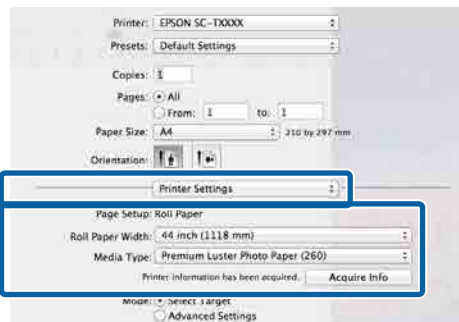 Printer: EPSON SC-TXXXX
Presets: Default Settings
Copies: 1
Pages: All
From: 1 to: 1
Paper Size: A4 210 by 297 mm
Orientation:
Printer Settings
Page Setup: Roll Paper
Roll Paper Width: 44 inch (1118 mm)
Media Type: Premium Luster Photo Paper (260)
Printer information has been acquired. Acquire Info
Mode: Select Target
Advanced Settings